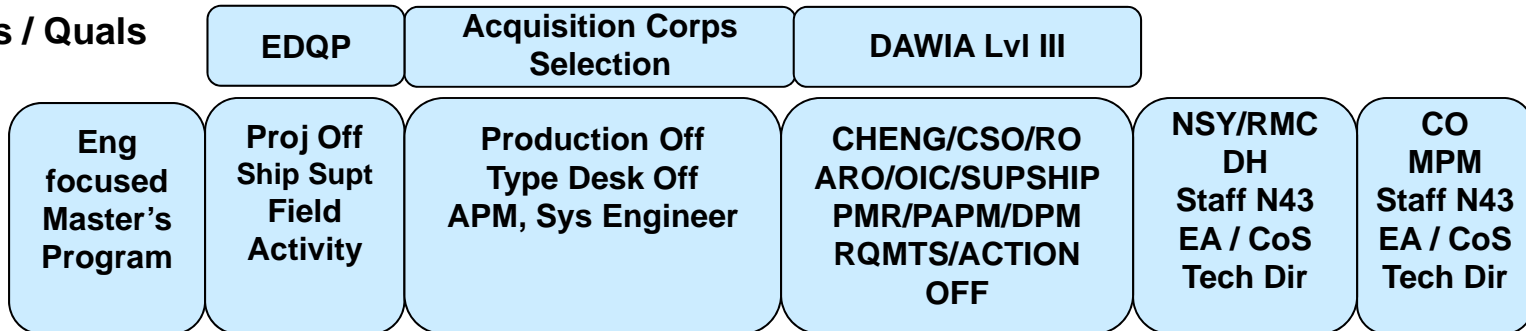 s / Quals
EDQP
Acquisition Corps
Selection
DAWIA Lvl III
Eng
focused
Master's
Program
Proj Off
Ship Supt
Field
Activity
Production Off
Type Desk Off
APM, Sys Engineer
CHENG/CSO/RO
ARO/OIC/SUPSHIP
PMR/PAPM/DPM
RQMTS/ACTION
OFF
NSY/RMC
DH
Staff N43
EA / CoS
Tech Dir
CO
MPM
Staff N43
EA / CoS
Tech Dir